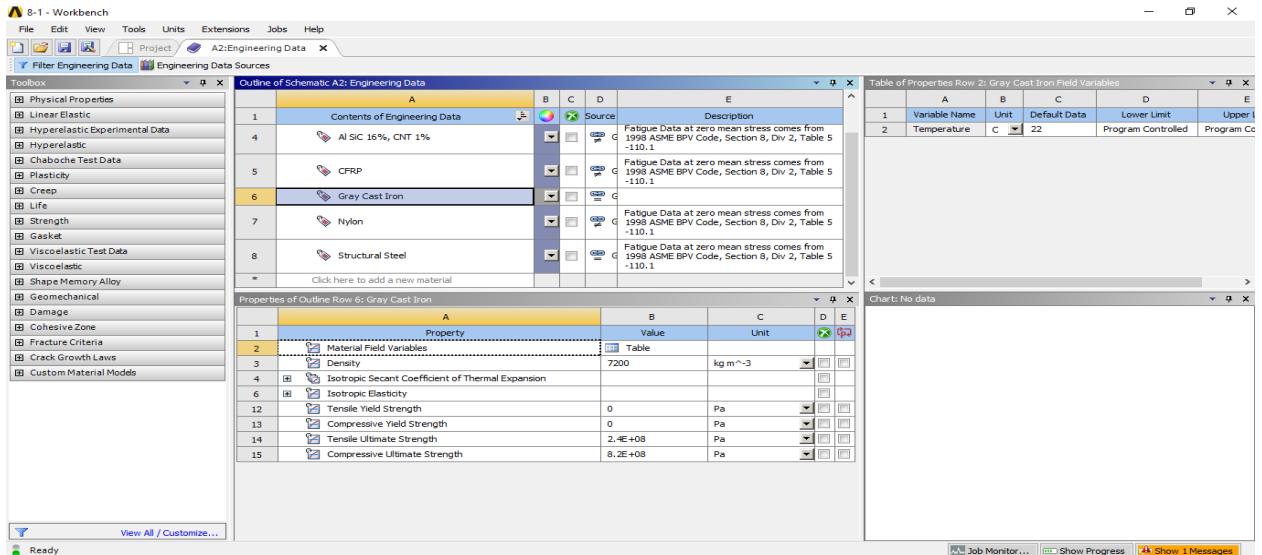 8-1 - Workbench
File Edit View Tools Units Extensions Jobs Help
Project A2:Engineering Data
Filter Engineering Data Engineering Data Sources
Toolbox
Physical Properties
Linear Elastic
Hyperelastic Experimental Data
Hyperelastic
Chaboche Test Data
Plasticity
Creep
Life
Strength
Gasket
Viscoelastic Test Data
Viscoelastic
Shape Memory Alloy
Geomechanical
Damage
Cohesive Zone
Fracture Criteria
Crack Growth Laws
Custom Material Models
View All / Customize...
Outline of Schematic A2: Engineering Data
A B C D E
1 Contents of Engineering Data Source Description
4 Al SiC 16%, CNT 1% G Fatigue Data at zero mean stress comes from
1998 ASME BPV Code, Section 8, Div 2, Table 5
-110.1
5 CFRP G Fatigue Data at zero mean stress comes from
1998 ASME BPV Code, Section 8, Div 2, Table 5
-110.1
6 Gray Cast Iron G
7 Nylon G Fatigue Data at zero mean stress comes from
1998 ASME BPV Code, Section 8, Div 2, Table 5
-110.1
8 Structural Steel G Fatigue Data at zero mean stress comes from
1998 ASME BPV Code, Section 8, Div 2, Table 5
-110.1
* Click here to add a new material
Properties of Outline Row 6: Gray Cast Iron
A B C D E
1 Property Value Unit
2 Material Field Variables Table
3 Density 7200 kg m^-3
4 Isotropic Secant Coefficient of Thermal Expansion
6 Isotropic Elasticity
12 Tensile Yield Strength 0 Pa
13 Compressive Yield Strength 0 Pa
14 Tensile Ultimate Strength 2.4E+08 Pa
15 Compressive Ultimate Strength 8.2E+08 Pa
Table of Properties Row 2: Gray Cast Iron Field Variables
A B C D E
1 Variable Name Unit Default Data Lower Limit Upper L
2 Temperature C 22 Program Controlled Program Co
Chart: No data
Ready
Job Monitor... Show Progress Show 1 Messages